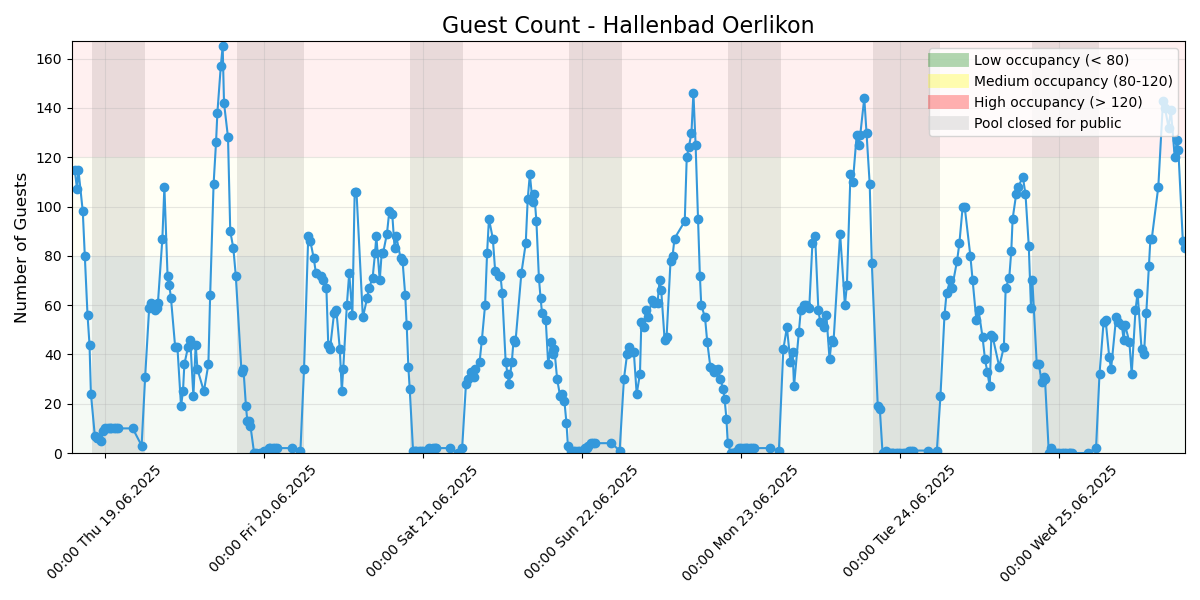 Guest Count - Hallenbad Oerlikon
Number of Guests
160
140
120
100
80
60
40
20
0
Low occupancy (< 80)
Medium occupancy (80-120)
High occupancy (> 120)
Pool closed for public
00:00 Thu 19.06.2025
00:00 Fri 20.06.2025
00:00 Sat 21.06.2025
00:00 Sun 22.06.2025
00:00 Mon 23.06.2025
00:00 Tue 24.06.2025
00:00 Wed 25.06.2025